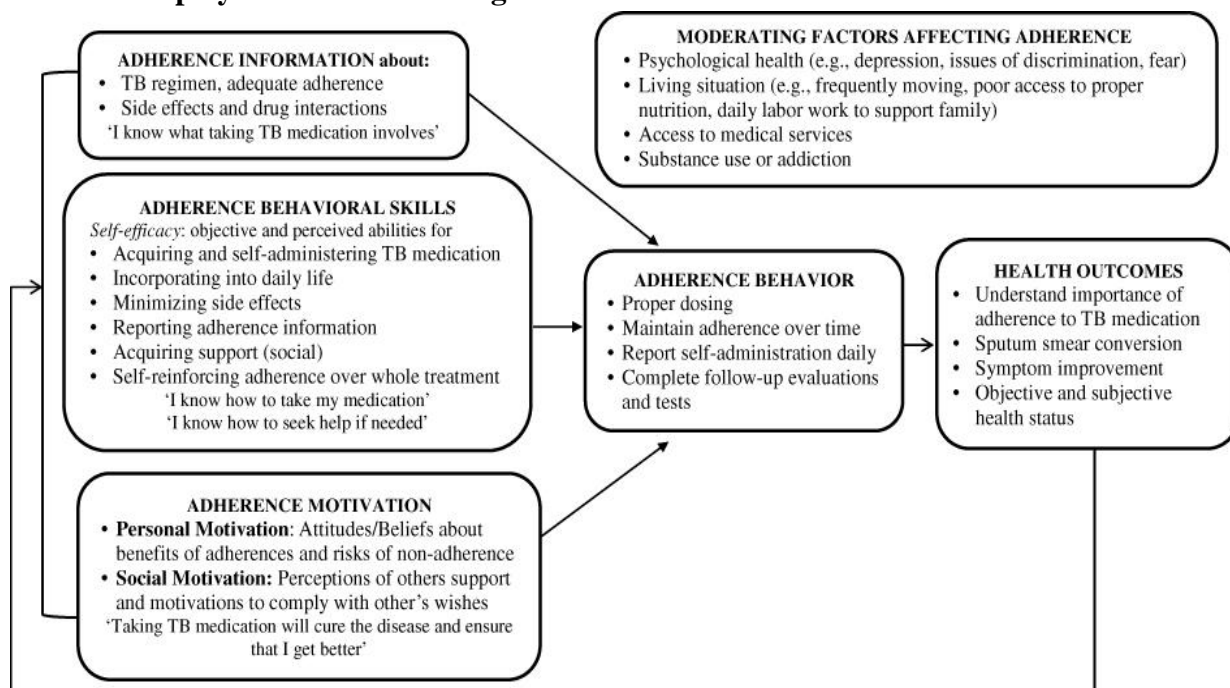 ADHERENCE INFORMATION about:
• TB regimen, adequate adherence
• Side effects and drug interactions
‘I know what taking TB medication involves’
MODERATING FACTORS AFFECTING ADHERENCE
• Psychological health (e.g., depression, issues of discrimination, fear)
• Living situation (e.g., frequently moving, poor access to proper
nutrition, daily labor work to support family)
• Access to medical services
• Substance use or addiction
ADHERENCE BEHAVIORAL SKILLS
Self-efficacy: objective and perceived abilities for
• Acquiring and self-administering TB medication
• Incorporating into daily life
• Minimizing side effects
• Reporting adherence information
• Acquiring support (social)
• Self-reinforcing adherence over whole treatment
‘I know how to take my medication’
‘I know how to seek help if needed’
ADHERENCE BEHAVIOR
• Proper dosing
• Maintain adherence over time
• Report self-administration daily
• Complete follow-up evaluations
and tests
HEALTH OUTCOMES
• Understand importance of
adherence to TB medication
• Sputum smear conversion
• Symptom improvement
• Objective and subjective
health status
ADHERENCE MOTIVATION
• Personal Motivation: Attitudes/Beliefs about
benefits of adherences and risks of non-adherence
• Social Motivation: Perceptions of others support
and motivations to comply with other’s wishes
‘Taking TB medication will cure the disease and ensure
that I get better’